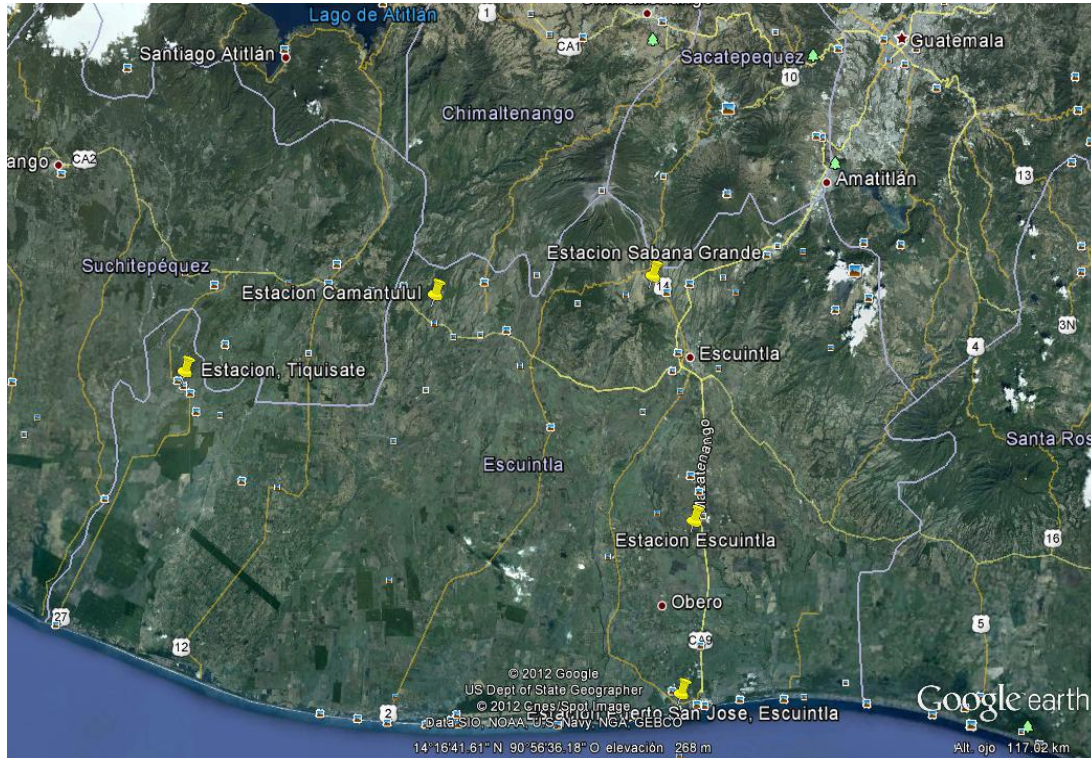 Lago de Atitlán
1
CA1
Guatemala
Santiago Atitlán
Sacatepequez
10
Chimaltenango
ango
CA2
13
Amatitlán
Estacion Sabana Grande
Suchitepéquez
Estacion Camantulul
14
3N
4
Escuintla
Estacion, Tiquisate
Mazatenango
Santa Ros
Escuintla
Estacion Escuintla
16
Obero
27
5
12
CA9
© 2012 Google
US Dept of State Geographer
© 2012 Cnes/Spot Image
Data SIO, NOAA, U.S. Navy, NGA, GEBCO
2
Estacion Puerto San Jose, Escuintla
Google earth
14°16'41.61" N 90°56'36.18" O elevación 268 m
Alt. ojo 117.02 km